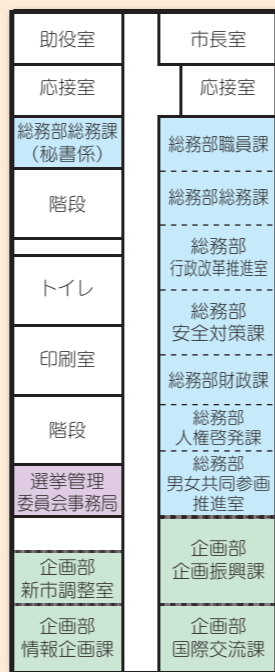 助役室
応接室
総務部総務課
（秘書係）
階段
トイレ
印刷室
階段
選挙管理
委員会事務局
企画部
新市調整室
企画部
情報企画課
市長室
応接室
総務部職員課
総務部総務課
総務部
行政改革推進室
総務部
安全対策課
総務部財政課
総務部
人権啓発課
総務部
男女共同参画
推進室
企画部
企画振興課
企画部
国際交流課